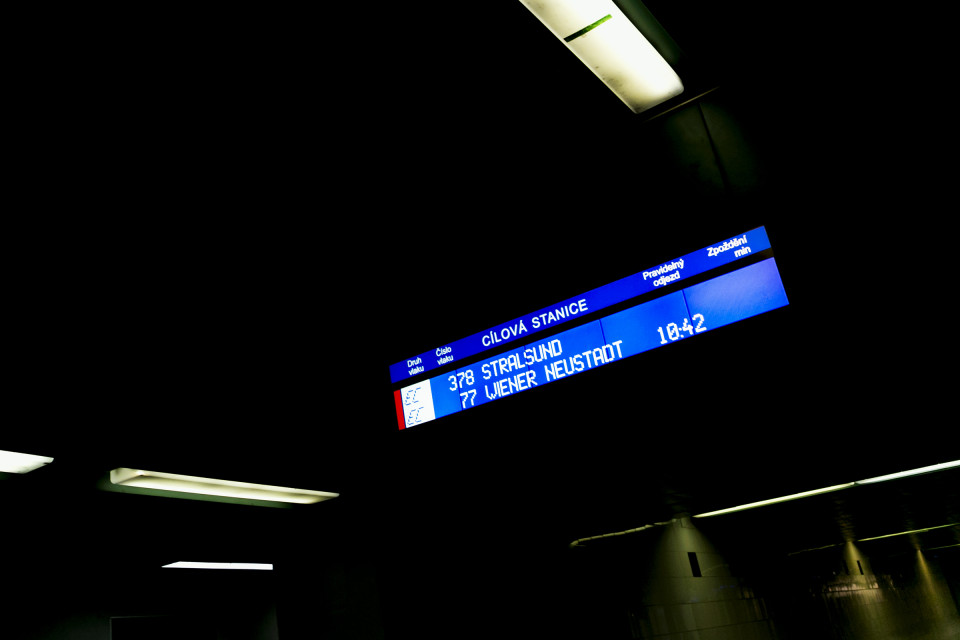 Druh vlaku
Číslo vlaku
CÍLOVÁ STANICE
Pravidelný odjezd
Zpoždění min
EC 378 STRALSUND
EC 77 WIENER NEUSTADT 10:42